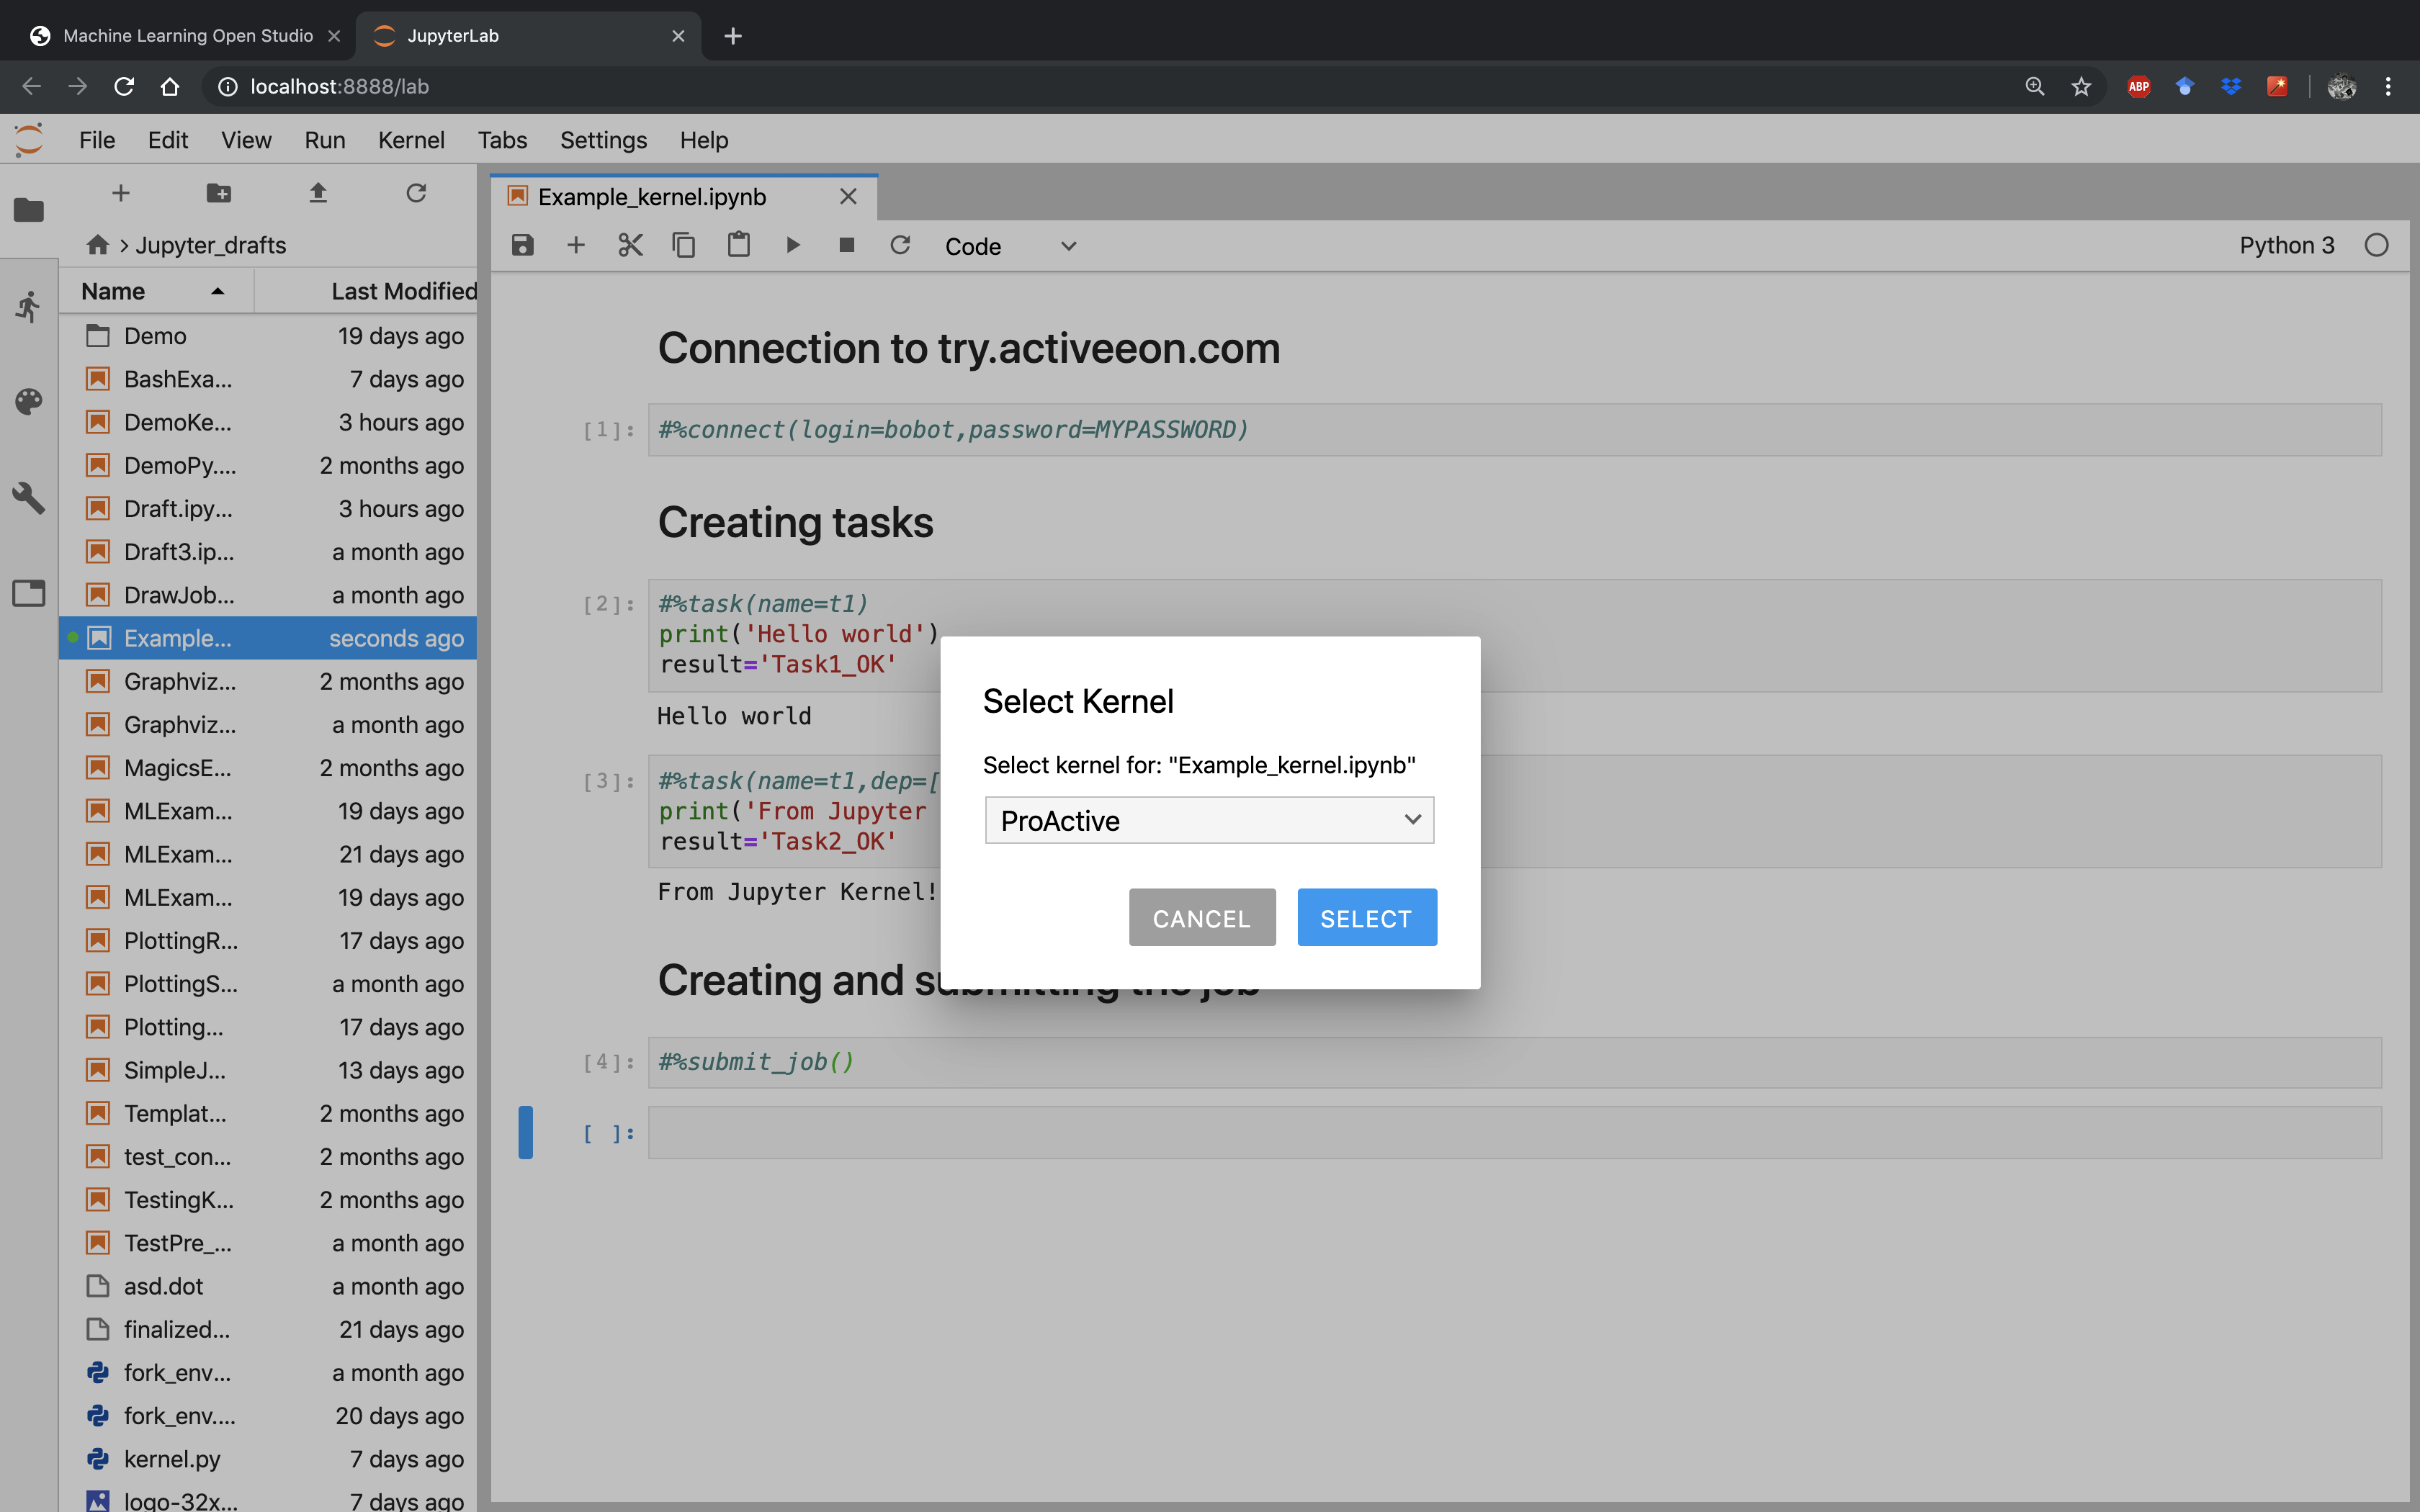 Machine Learning Open Studio
JupyterLab
localhost:8888/lab
ABP
File Edit View Run Kernel Tabs Settings Help
> Jupyter_drafts
Name Last Modified
Demo 19 days ago
BashExa... 7 days ago
DemoKe... 3 hours ago
DemoPy.... 2 months ago
Draft.ipy... 3 hours ago
Draft3.ip... a month ago
DrawJob... a month ago
Example... seconds ago
Graphviz... 2 months ago
Graphviz... a month ago
MagicsE... 2 months ago
MLExam... 19 days ago
MLExam... 21 days ago
MLExam... 19 days ago
PlottingR... 17 days ago
PlottingS... a month ago
Plotting... 17 days ago
SimpleJ... 13 days ago
Templat... 2 months ago
test_con... 2 months ago
TestingK... 2 months ago
TestPre_... a month ago
asd.dot a month ago
finalized... 21 days ago
fork_env... a month ago
fork_env.... 20 days ago
kernel.py 7 days ago
logo-32x... 7 days ago
Example_kernel.ipynb
Code
Python 3
Connection to try.activeeon.com
[1]: #%connect(login=bobot,password=MYPASSWORD)
Creating tasks
[2]: #%task(name=t1)
print('Hello world')
result='Task1_OK'
Hello world
[3]: #%task(name=t1,dep=[
print('From Jupyter
result='Task2_OK'
From Jupyter Kernel!
Creating and submitting the job
[4]: #%submit_job()
[ ]:
Select Kernel
Select kernel for: "Example_kernel.ipynb"
ProActive
CANCEL SELECT